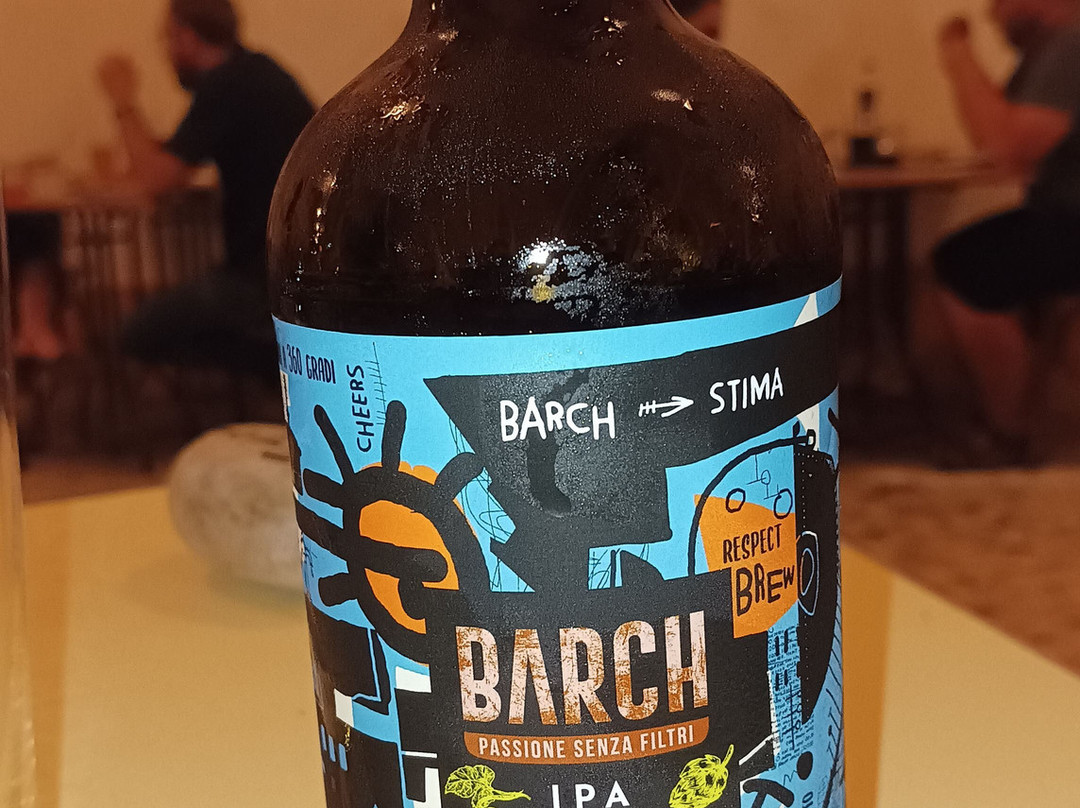 360 GRADI
CHEERS
BARCH STIMA
RESPECT
BREW
BARCH
PASSIONE SENZA FILTRI
IPA